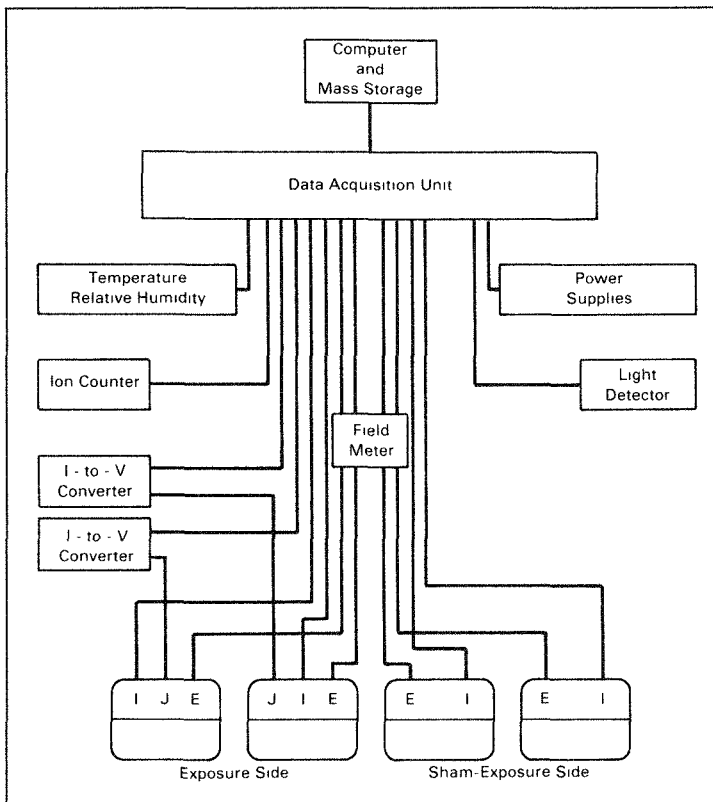 Computer
and
Mass Storage
Data Acquisition Unit
Temperature
Relative Humidity
Power
Supplies
Ion Counter
Light
Detector
Field
Meter
I - to - V
Converter
I - to - V
Converter
I J E
J I E
E I
E I
Exposure Side
Sham-Exposure Side